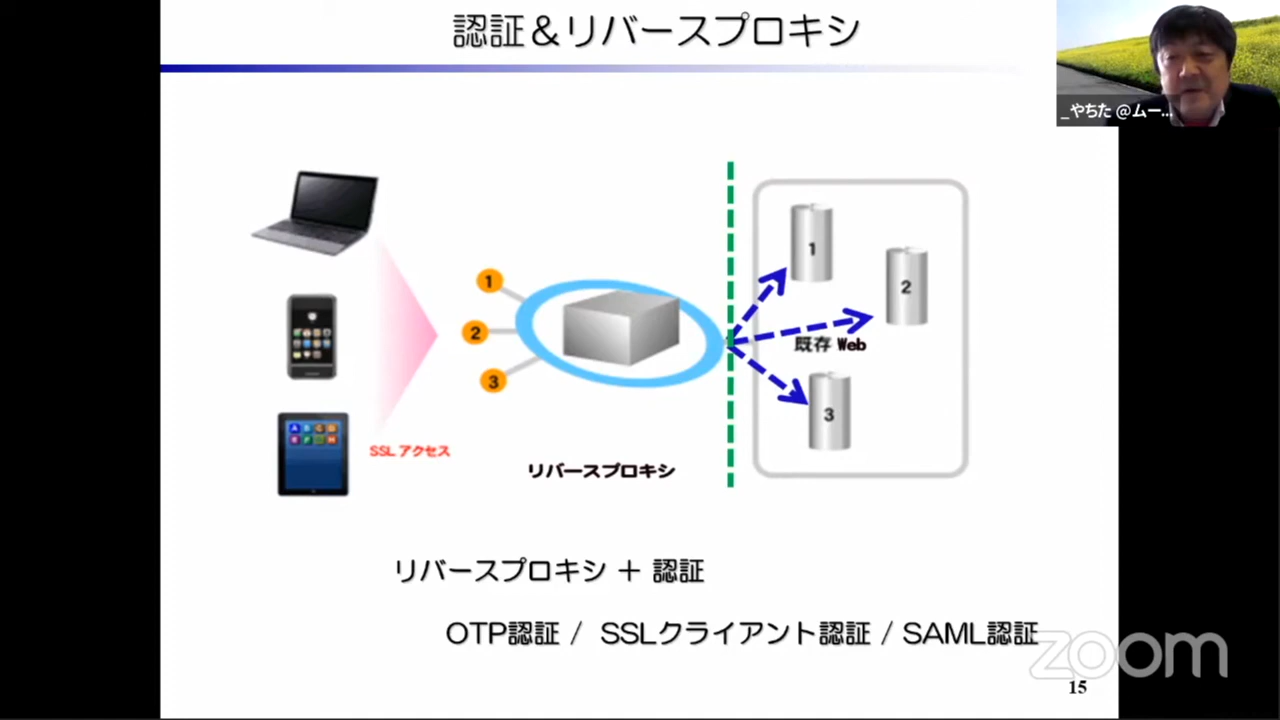 認証＆リバースプロキシ
_やちた @ムー...
1
2
3
1
2
既存 Web
3
SSL アクセス
リバースプロキシ
リバースプロキシ ＋ 認証
OTP認証 / SSLクライアント認証 / SAML認証
zoom
15